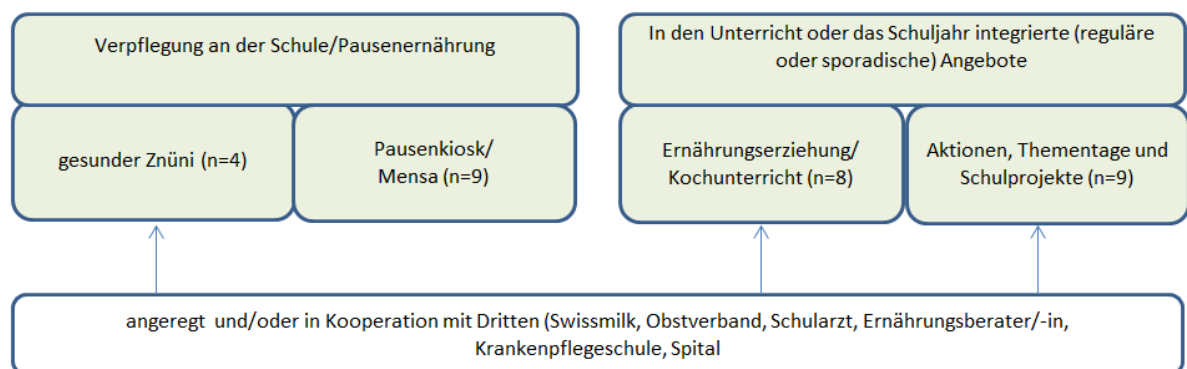 Verpflegung an der Schule/Pausenernährung
In den Unterricht oder das Schuljahr integrierte (reguläre
oder sporadische) Angebote
gesunder Znüni (n=4)
Pausenkiosk/
Mensa (n=9)
Ernährungserziehung/
Kochunterricht (n=8)
Aktionen, Thementage und
Schulprojekte (n=9)
angeregt und/oder in Kooperation mit Dritten (Swissmilk, Obstverband, Schularzt, Ernährungsberater/-in,
Krankenpflegeschule, Spital